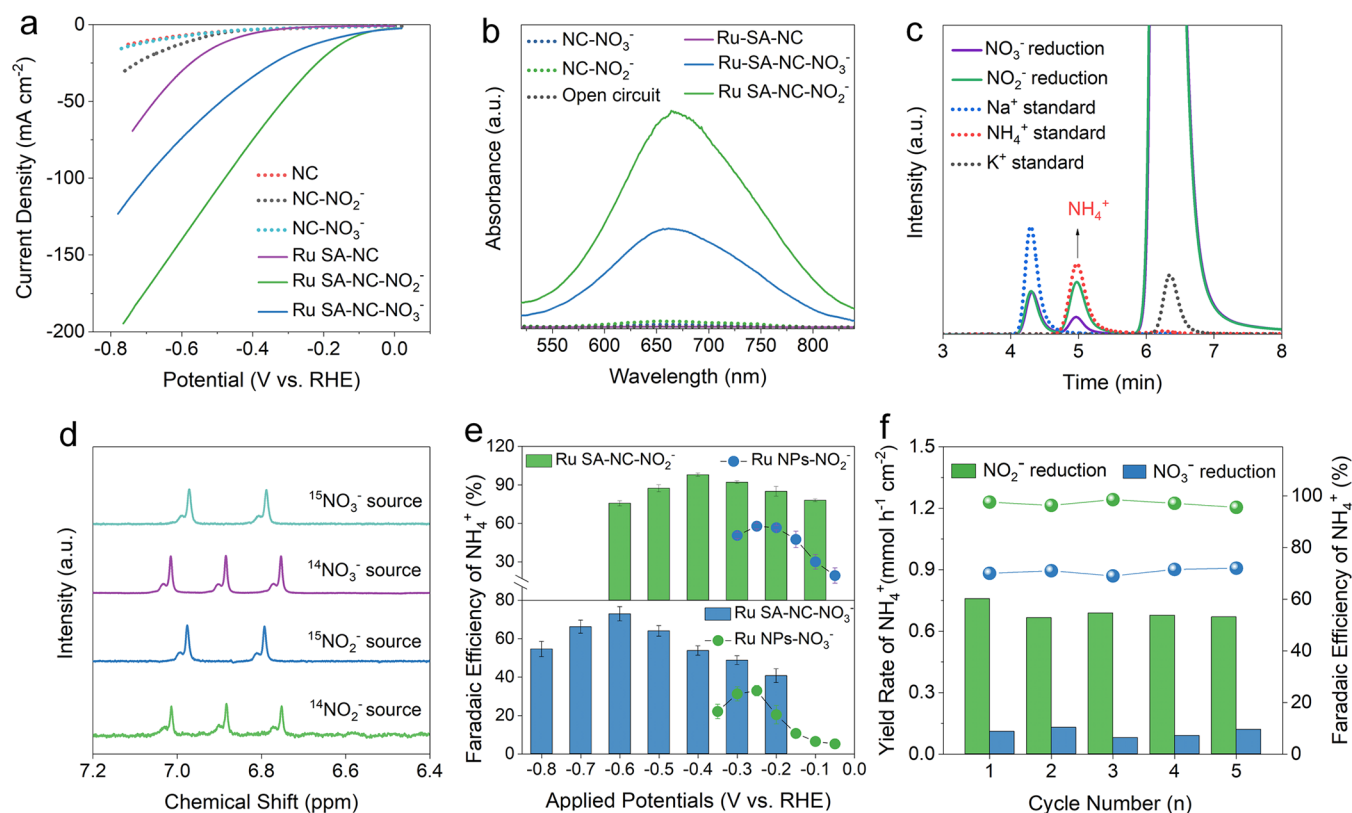 a
Current Density (mA cm⁻²)
0
-50
-100
-150
-200
NC
NC-NO₂⁻
NC-NO₃⁻
Ru SA-NC
Ru SA-NC-NO₂⁻
Ru SA-NC-NO₃⁻
-0.8 -0.6 -0.4 -0.2 0.0
Potential (V vs. RHE)
b
Absorbance (a.u.)
NC-NO₃⁻ Ru-SA-NC
NC-NO₂⁻ Ru-SA-NC-NO₃⁻
Open circuit Ru SA-NC-NO₂⁻
550 600 650 700 750 800
Wavelength (nm)
c
Intensity (a.u.)
NO₃⁻ reduction
NO₂⁻ reduction
Na⁺ standard
NH₄⁺ standard
K⁺ standard
NH₄⁺
3 4 5 6 7 8
Time (min)
d
Intensity (a.u.)
¹⁵NO₃⁻ source
¹⁴NO₃⁻ source
¹⁵NO₂⁻ source
¹⁴NO₂⁻ source
7.2 7.0 6.8 6.6 6.4
Chemical Shift (ppm)
e
Faradaic Efficiency of NH₄⁺ (%)
120
90
60
30
Ru SA-NC-NO₂⁻ Ru NPs-NO₂⁻
80
60
40
20
0
Ru SA-NC-NO₃⁻
Ru NPs-NO₃⁻
-0.8 -0.7 -0.6 -0.5 -0.4 -0.3 -0.2 -0.1 0.0
Applied Potentials (V vs. RHE)
f
Yield Rate of NH₄⁺(mmol h⁻¹ cm⁻²)
1.5
1.2
0.9
0.6
0.3
0.0
NO₂⁻ reduction NO₃⁻ reduction
100
80
60
40
20
0
Faradaic Efficiency of NH₄⁺ (%)
1 2 3 4 5
Cycle Number (n)